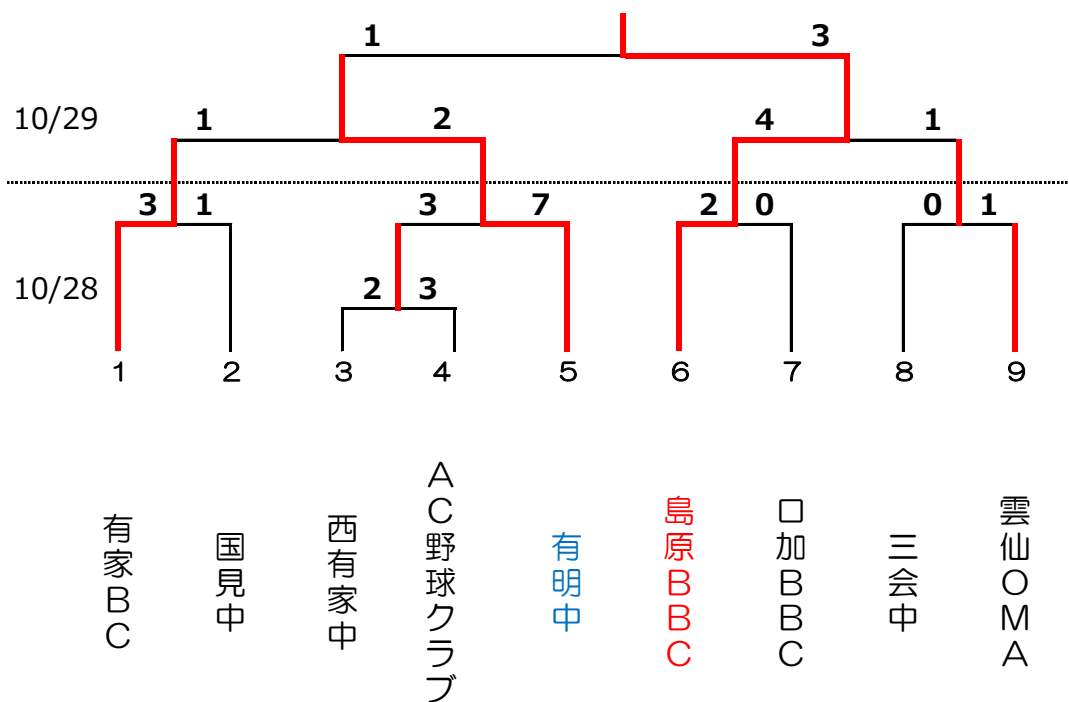 1 3
10/29 1 2 4 1
3 1 3 7 2 0 0 1
10/28 2 3
1 2 3 4 5 6 7 8 9
有家BC
国見中
西有家中
AC野球クラブ
有明中
島原BBC
口加BBC
三会中
雲仙OMA